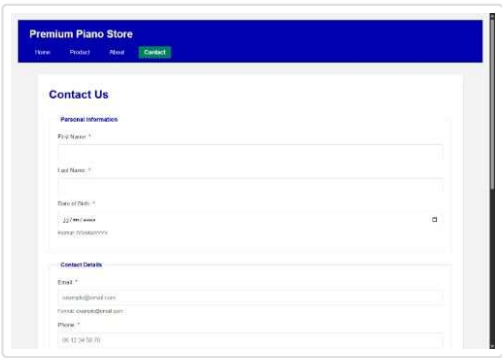 Premium Piano Store
Home Product About Contact
Contact Us
Personal Information
First Name *
Last Name *
Date of Birth *
Contact Details
Email *
example@email.com
Format: example@email.com
Phone *